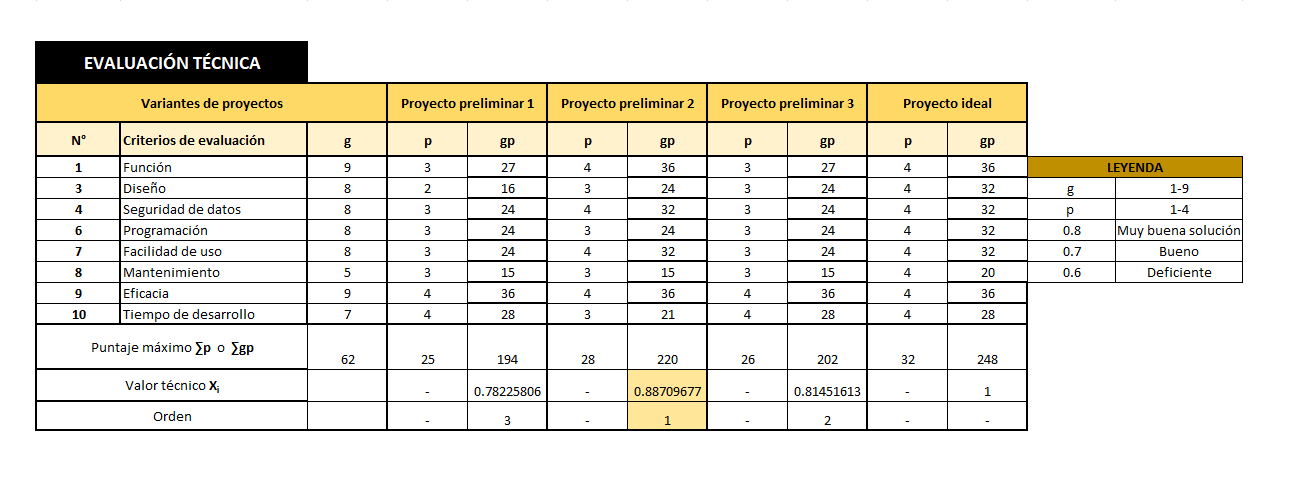 EVALUACIÓN TÉCNICA
Variantes de proyectos Proyecto preliminar 1 Proyecto preliminar 2 Proyecto preliminar 3 Proyecto ideal
N° Criterios de evaluación g p gp p gp p gp p gp
1 Función 9 3 27 4 36 3 27 4 36 LEYENDA
3 Diseño 8 2 16 3 24 3 24 4 32 g 1-9
4 Seguridad de datos 8 3 24 4 32 3 24 4 32 p 1-4
6 Programación 8 3 24 3 24 3 24 4 32 0.8 Muy buena solución
7 Facilidad de uso 8 3 24 4 32 3 24 4 32 0.7 Bueno
8 Mantenimiento 5 3 15 3 15 3 15 4 20 0.6 Deficiente
9 Eficacia 9 4 36 4 36 4 36 4 36
10 Tiempo de desarrollo 7 4 28 3 21 4 28 4 28
Puntaje máximo ∑p o ∑gp 62 25 194 28 220 26 202 32 248
Valor técnico Xi - 0.78225806 - 0.88709677 - 0.81451613 - 1
Orden - 3 - 1 - 2 - -